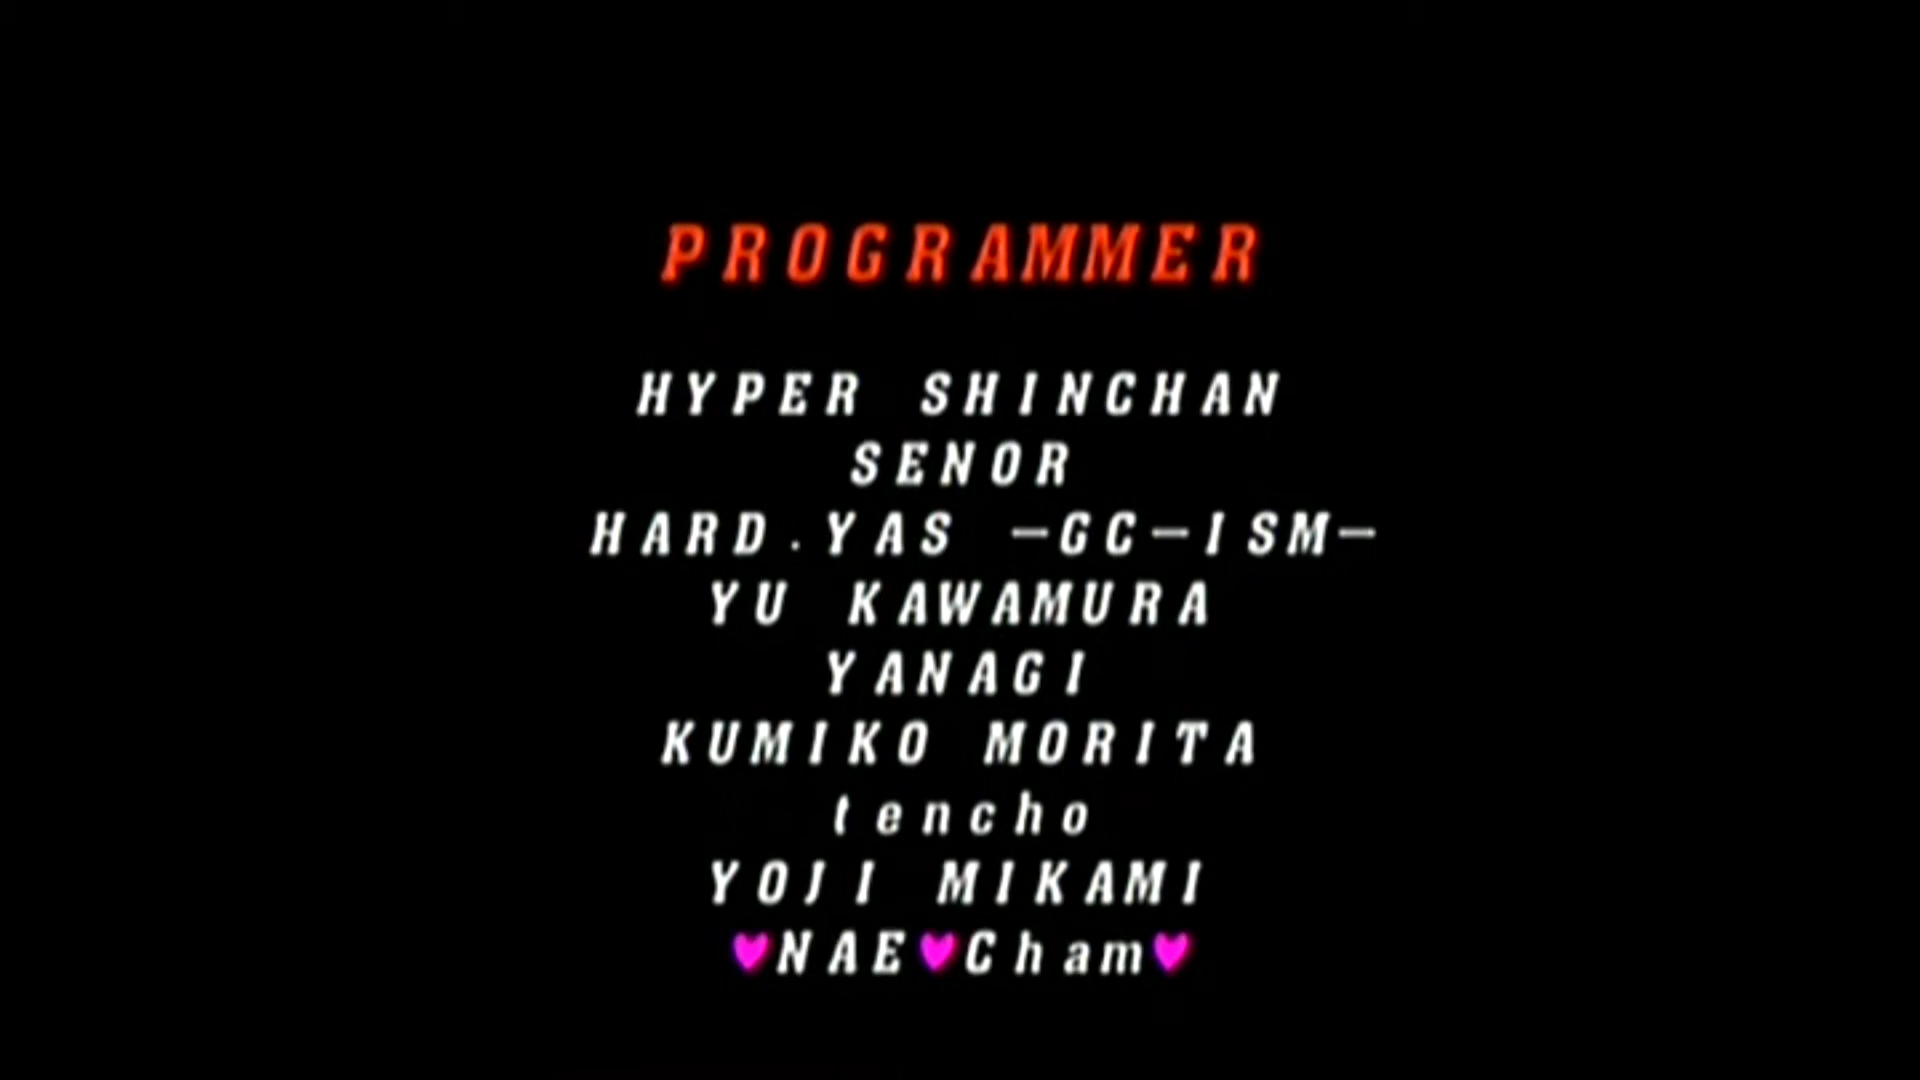 PROGRAMMER
HYPER SHINCHAN
SENOR
HARD.YAS -GC-ISM-
YU KAWAMURA
YANAGI
KUMIKO MORITA
tencho
YOJI MIKAMI
♥NAE♥Cham♥